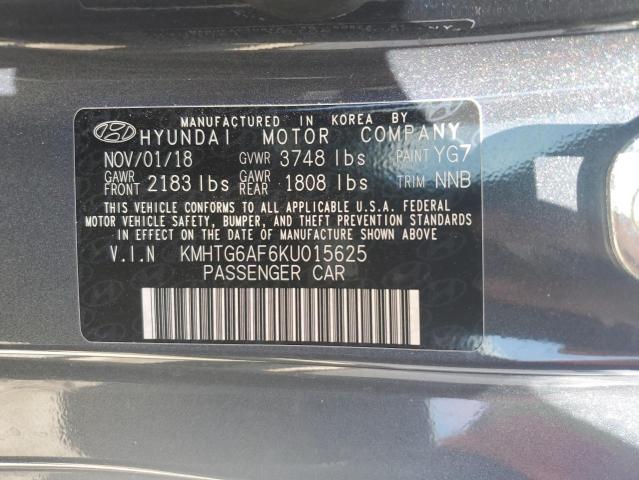 MANUFACTURED IN KOREA BY
HYUNDAI MOTOR COMPANY
NOV/01/18 GVWR 3748 lbs PAINT YG7
GAWR FRONT 2183 lbs GAWR REAR 1808 lbs TRIM NNB
THIS VEHICLE CONFORMS TO ALL APPLICABLE U.S.A. FEDERAL
MOTOR VEHICLE SAFETY, BUMPER, AND THEFT PREVENTION STANDARDS
IN EFFECT ON THE DATE OF MANUFACTURE SHOWN ABOVE
V.I.N KMHTG6AF6KU015625
PASSENGER CAR